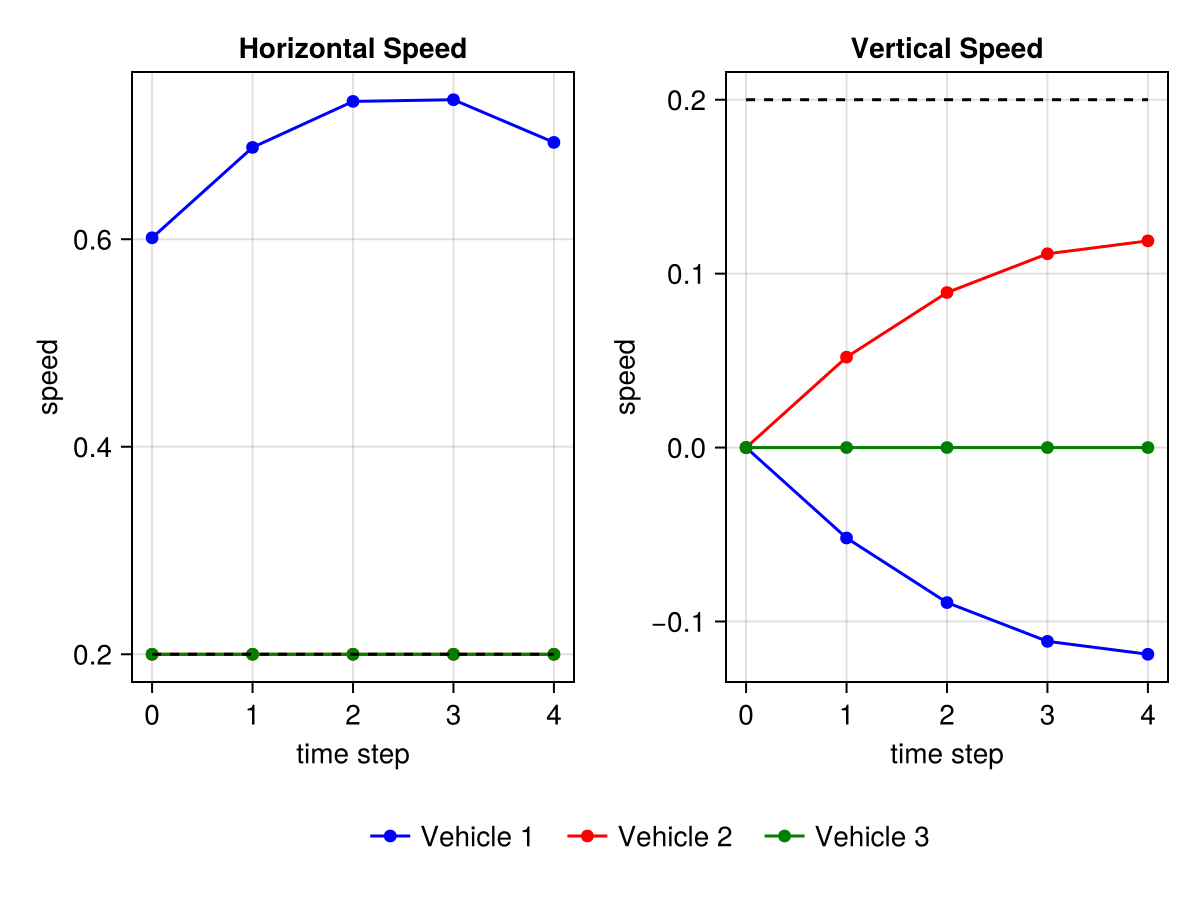 Horizontal Speed
0.6
0.4
0.2
speed
0 1 2 3 4
time step
Vertical Speed
0.2
0.1
0.0
−0.1
speed
0 1 2 3 4
time step
Vehicle 1 Vehicle 2 Vehicle 3